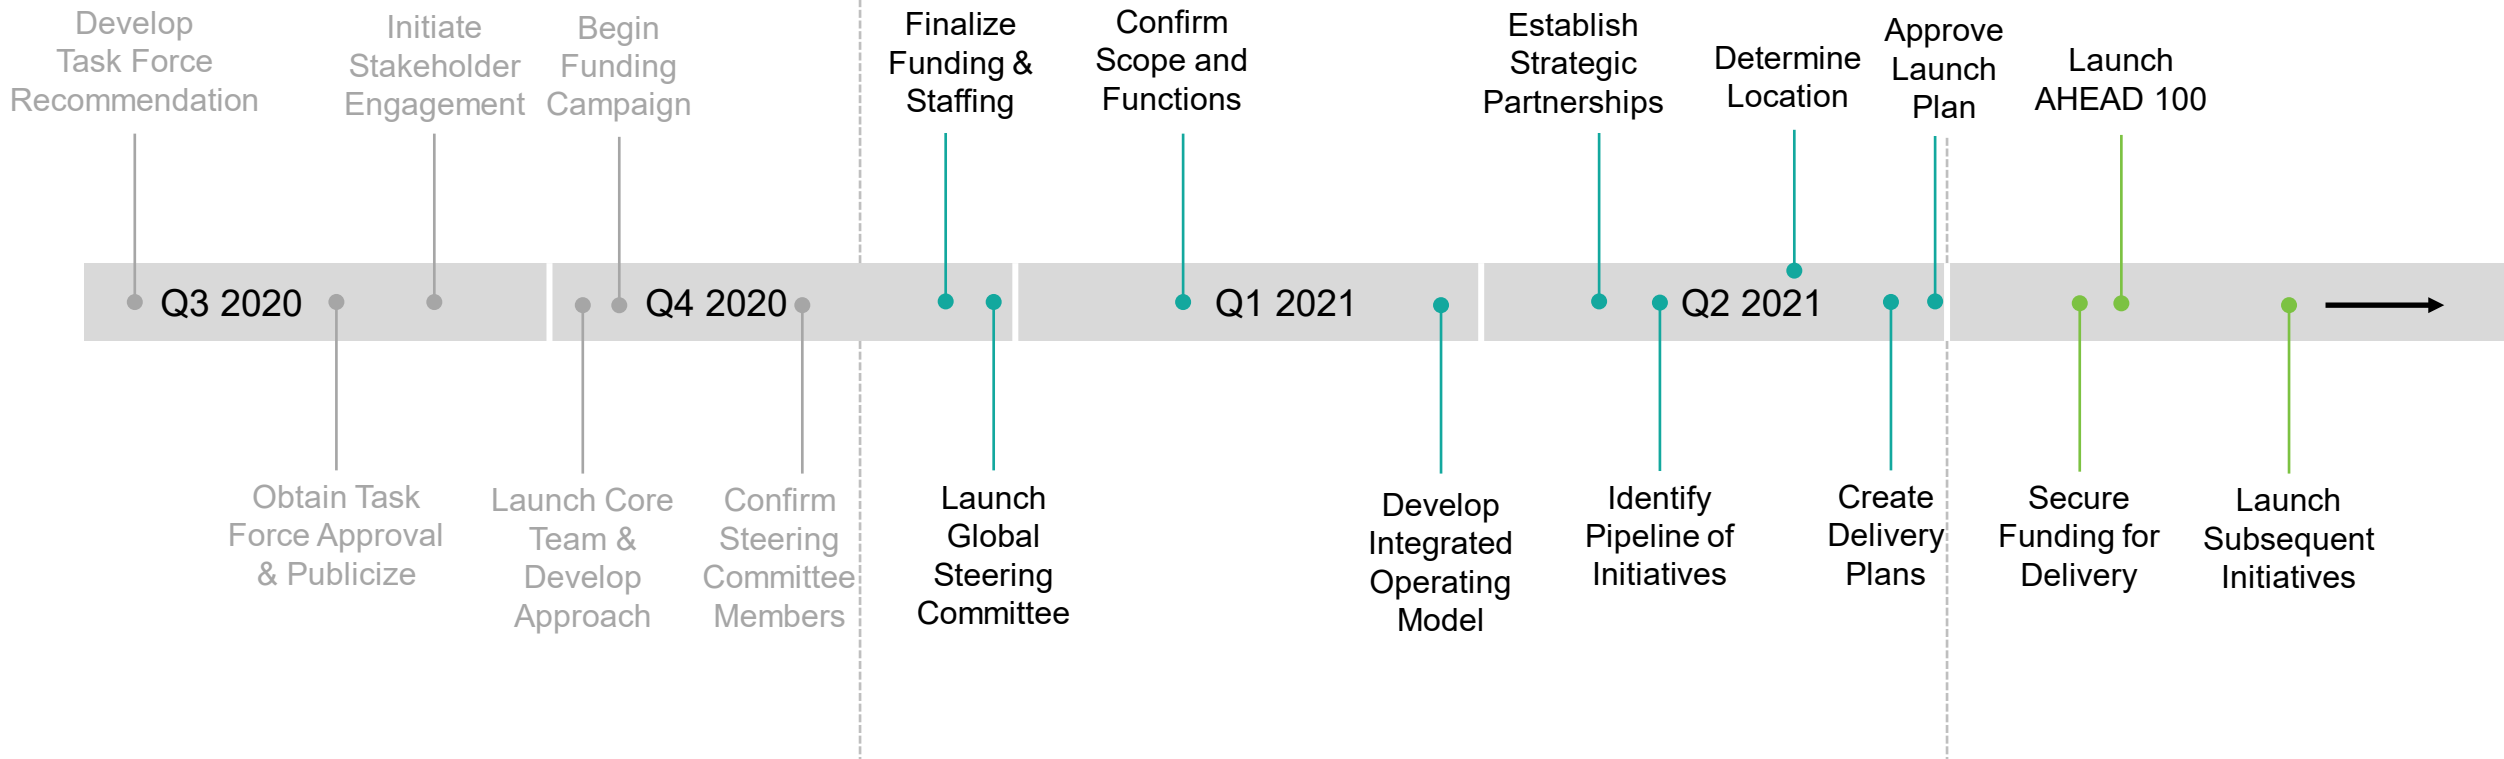 Develop
Task Force
Recommendation
Initiate
Stakeholder
Engagement
Begin
Funding
Campaign
Finalize
Funding &
Staffing
Confirm
Scope and
Functions
Establish
Strategic
Partnerships
Determine
Location
Approve
Launch
Plan
Launch
AHEAD 100
Q3 2020
Q4 2020
Q1 2021
Q2 2021
Obtain Task
Force Approval
& Publicize
Launch Core
Team &
Develop
Approach
Confirm
Steering
Committee
Members
Launch
Global
Steering
Committee
Develop
Integrated
Operating
Model
Identify
Pipeline of
Initiatives
Create
Delivery
Plans
Secure
Funding for
Delivery
Launch
Subsequent
Initiatives